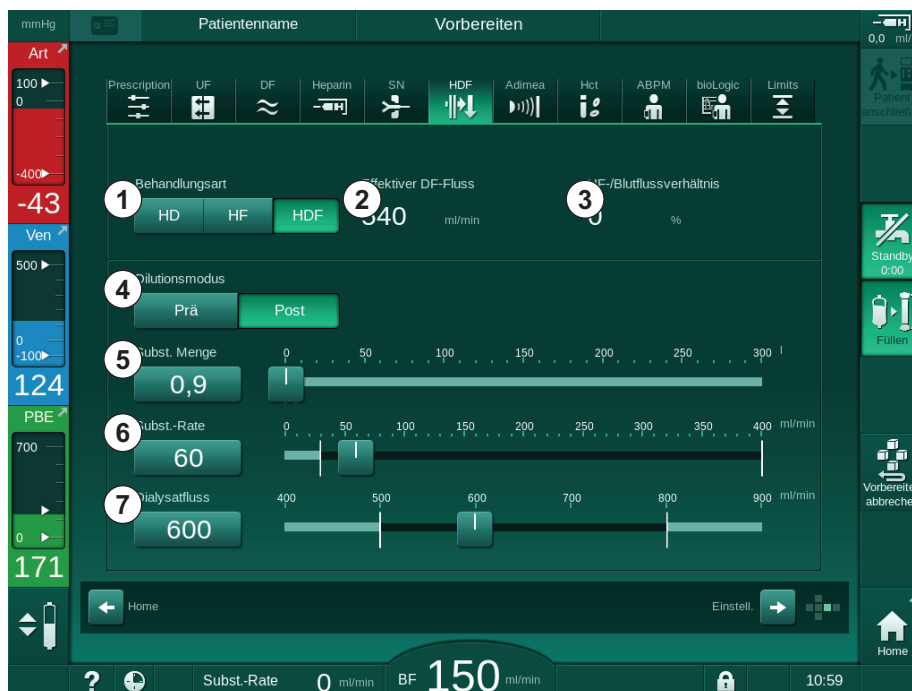 mmHg
Patientenname
Vorbereiten
0,0 ml/
Art
100
0
-400
-43
Ven
500
0
-100
124
PBE
700
0
171
Prescription UF DF Heparin SN HDF Adimea Hct ABPM bioLogic Limits
Patient
anschließ
Behandlungsart
Effektiver DF-Fluss
HF-/Blutflussverhältnis
1 HD HF HDF
2 540 ml/min
3 0 %
4 Dilutionsmodus
Prä Post
5 Subst. Menge
0 50 100 150 200 250 300 l
0,9
6 Subst.-Rate
0 50 100 150 200 250 300 350 400 ml/min
60
7 Dialysatfluss
400 500 600 700 800 900 ml/min
600
Standby
0:00
Füllen
Vorbereite
abbreche
Home
Einstell.
Home
? Subst.-Rate 0 ml/min BF 150 ml/min 10:59